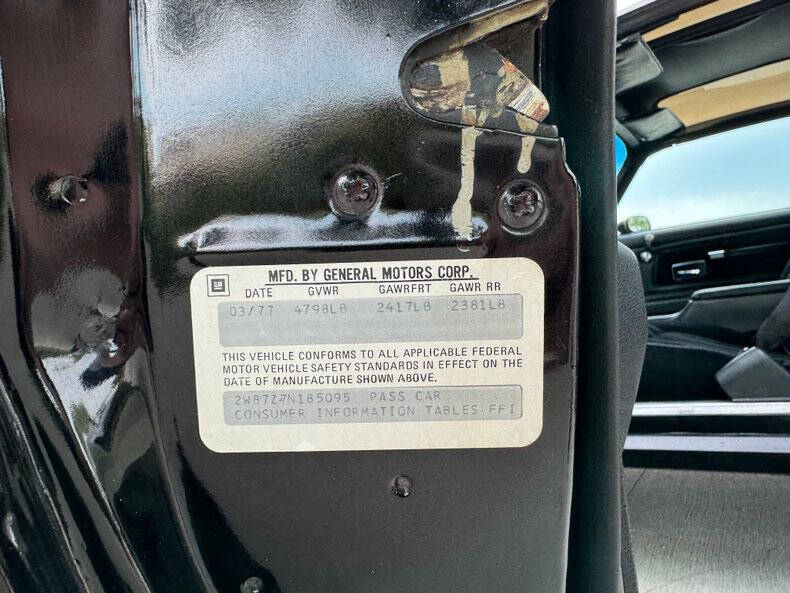 GM
MFD. BY GENERAL MOTORS CORP.
DATE GVWR GAWRFRT GAWR RR
03/77 4798LB 2417LB 2381LB
THIS VEHICLE CONFORMS TO ALL APPLICABLE FEDERAL
MOTOR VEHICLE SAFETY STANDARDS IN EFFECT ON THE
DATE OF MANUFACTURE SHOWN ABOVE.
2W87Z7N185095 PASS CAR
CONSUMER INFORMATION TABLES FFI